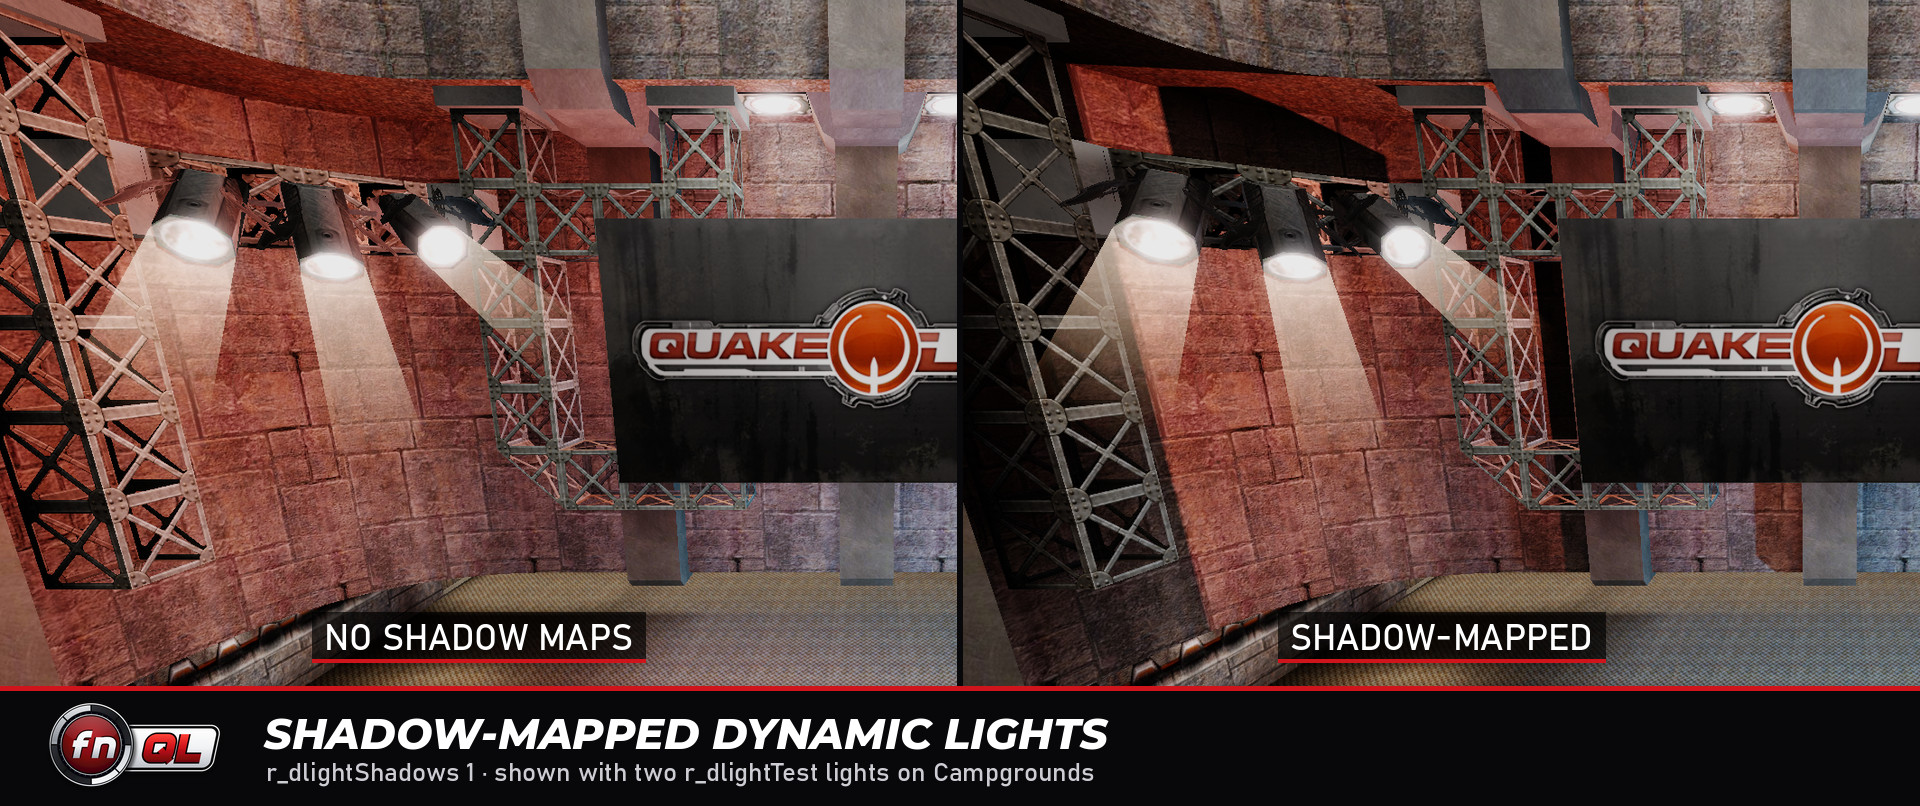 QUAKE L
QUAKE L
NO SHADOW MAPS
SHADOW-MAPPED
fn QL
SHADOW-MAPPED DYNAMIC LIGHTS
r_dlightShadows 1 · shown with two r_dlightTest lights on Campgrounds